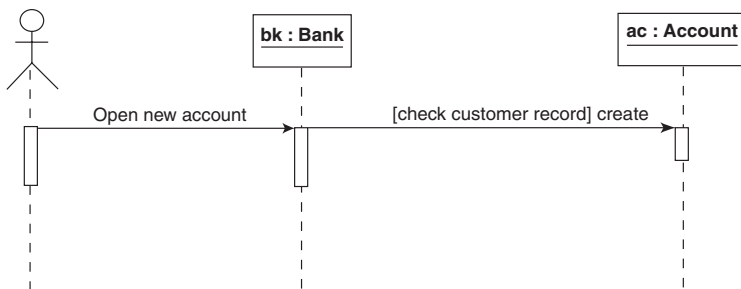 bk : Bank
ac : Account
Open new account
[check customer record] create